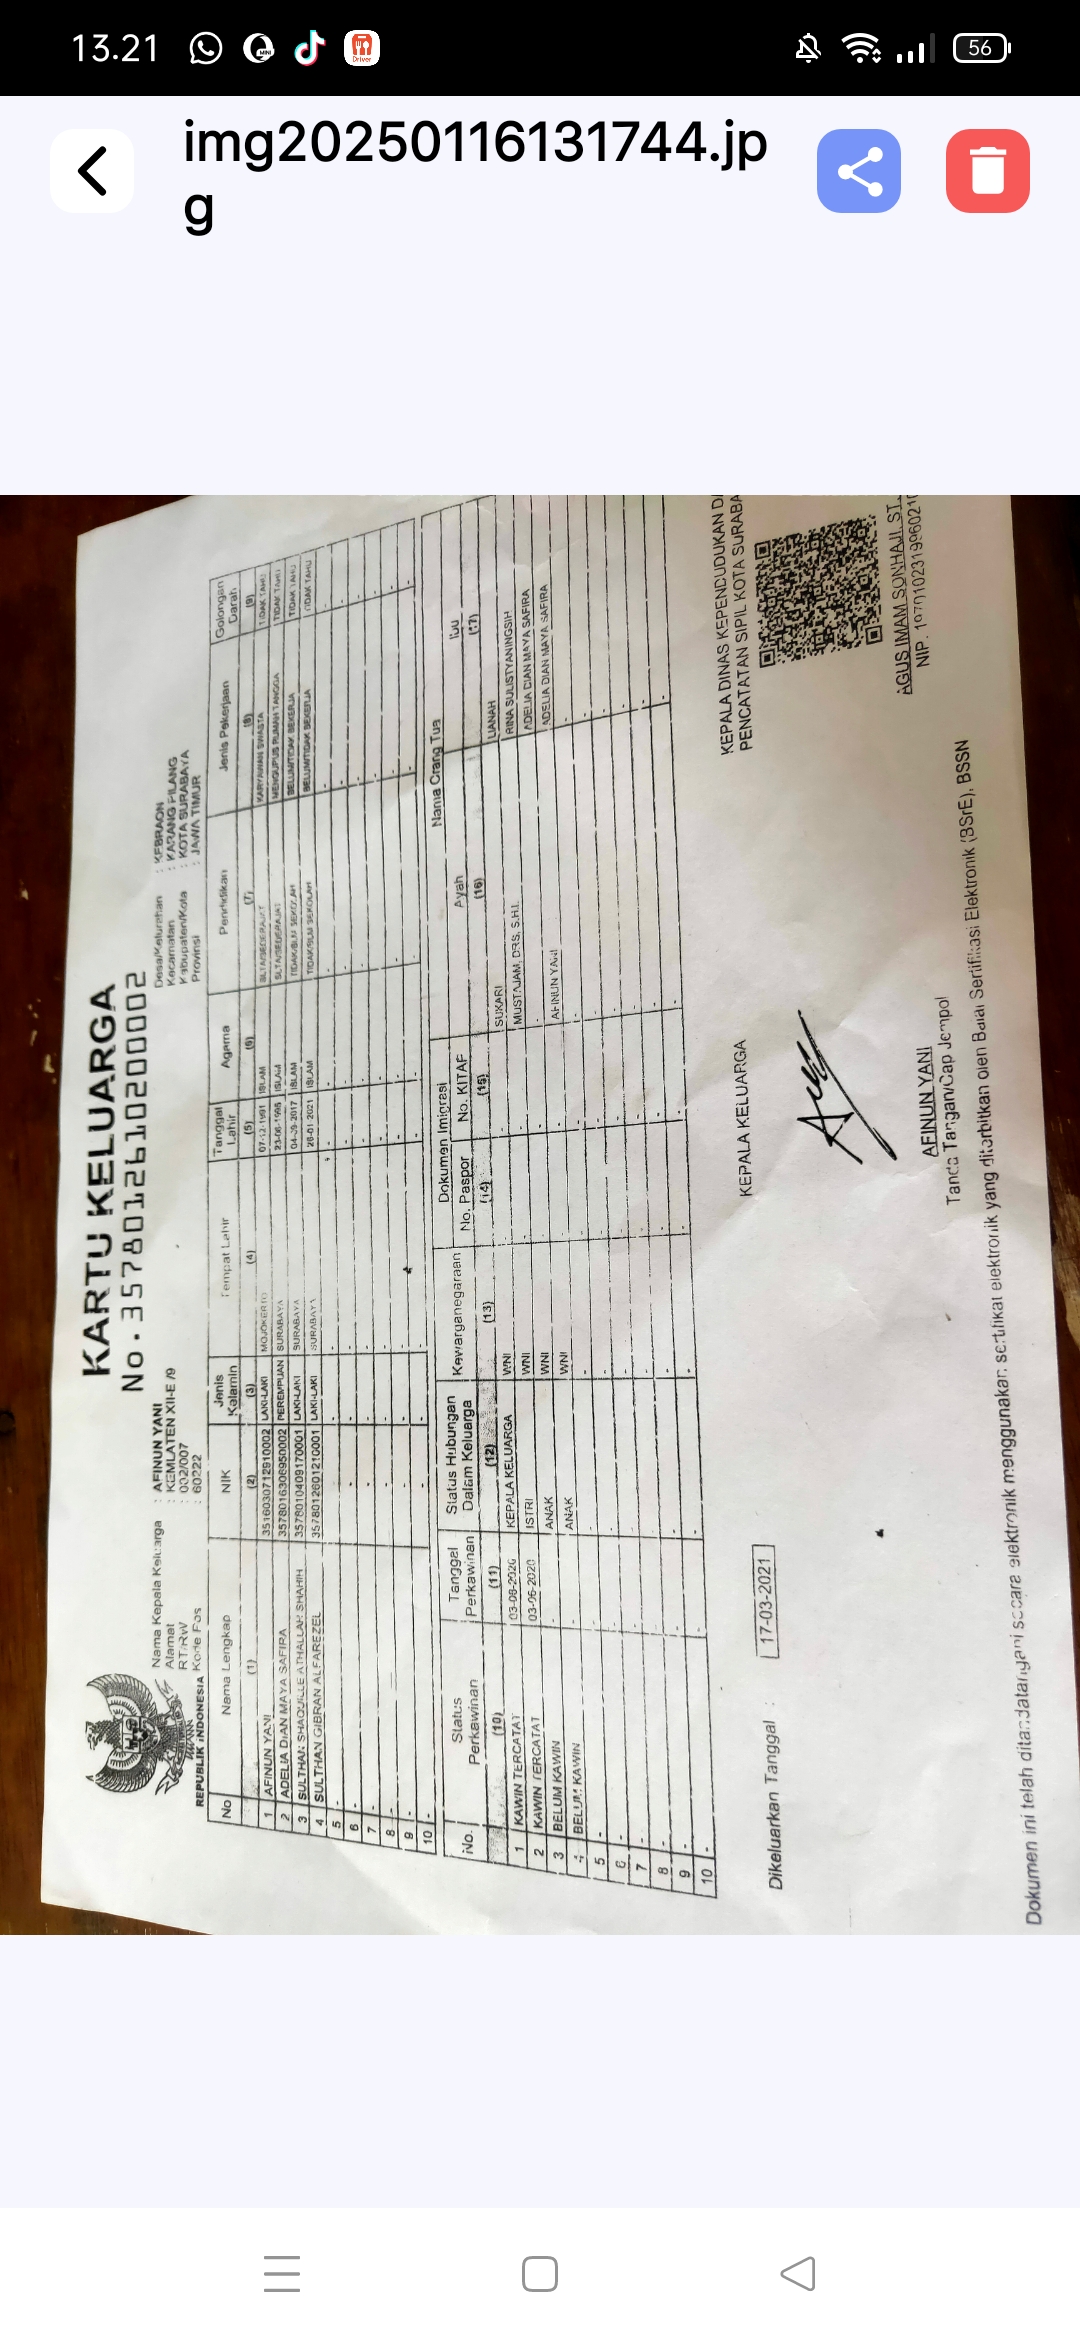 13.21
56
img20250116131744.jp
g
KARTU KELUARGA
No. 3578012610200002
Nama Kepala Keluarga : AFINUN YANI
Alamat : KEMLATEN XII-E /9
RT/RW : 002/007
Kode Pos : 60222
Desa/Kelurahan : KEBRAON
Kecamatan : KARANG PILANG
Kabupaten/Kota : KOTA SURABAYA
Provinsi : JAWA TIMUR
REPUBLIK INDONESIA
No Nama Lengkap NIK Jenis Kelamin Tempat Lahir Tanggal Lahir Agama Pendidikan Jenis Pekerjaan Golongan Darah
(1) (2) (3) (4) (5) (6) (7) (8) (9)
1 AFINUN YANI 3516030712910002 LAKI-LAKI MOJOKERTO 07-12-1991 ISLAM SLTA/SEDERAJAT KARYAWAN SWASTA TIDAK TAHU
2 ADELIA DIAN MAYA SAFIRA 3578016306950002 PEREMPUAN SURABAYA 23-06-1995 ISLAM SLTA/SEDERAJAT MENGURUS RUMAH TANGGA TIDAK TAHU
3 SULTHAN SHAQUILLE ATHALLAH SHAHIH 3578010409170001 LAKI-LAKI SURABAYA 04-09-2017 ISLAM TIDAK/BLM SEKOLAH BELUM/TIDAK BEKERJA TIDAK TAHU
4 SULTHAN GIBRAN ALFAREZEL 3578012601210001 LAKI-LAKI SURABAYA 26-01-2021 ISLAM TIDAK/BLM SEKOLAH BELUM/TIDAK BEKERJA TIDAK TAHU
5 -
6 -
7 -
8 -
9 -
10 -
No. Status Perkawinan Tanggal Perkawinan Status Hubungan Dalam Keluarga Kewarganegaraan Dokumen Imigrasi Nama Orang Tua
No. Paspor No. KITAP Ayah Ibu
(10) (11) (12) (13) (14) (15) (16) (17)
1 KAWIN TERCATAT 03-08-2020 KEPALA KELUARGA WNI - - SUKARI LIANAH
2 KAWIN TERCATAT 03-06-2020 ISTRI WNI - - MUSTAJAM, DRS, S.H.I. RINA SULISTYANINGSIH
3 BELUM KAWIN - ANAK WNI - - - ADELIA DIAN MAYA SAFIRA
4 BELUM KAWIN - ANAK WNI - - AFINUN YANI ADELIA DIAN MAYA SAFIRA
5 -
6 -
7 -
8 -
9 -
10 -
Dikeluarkan Tanggal : 17-03-2021
KEPALA KELUARGA
AFINUN YANI
Tanda Tangan/Cap Jempol
KEPALA DINAS KEPENDUDUKAN DA
PENCATATAN SIPIL KOTA SURABA
AGUS IMAM SONHAJI, ST.
NIP.
Dokumen ini telah ditandatangani secara elektronik menggunakan sertifikat elektronik yang diterbitkan oleh Balai Sertifikasi Elektronik (BSrE), BSSN